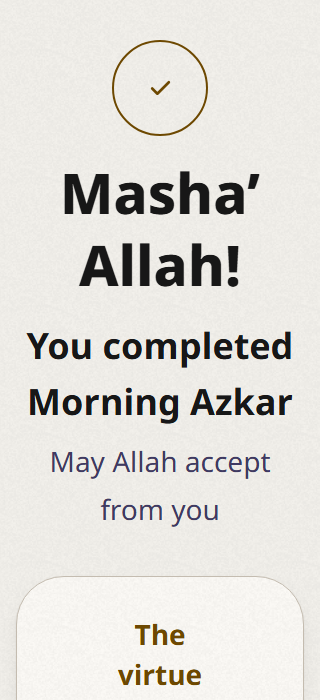 Masha’
Allah!
You completed
Morning Azkar
May Allah accept
from you
The
virtue